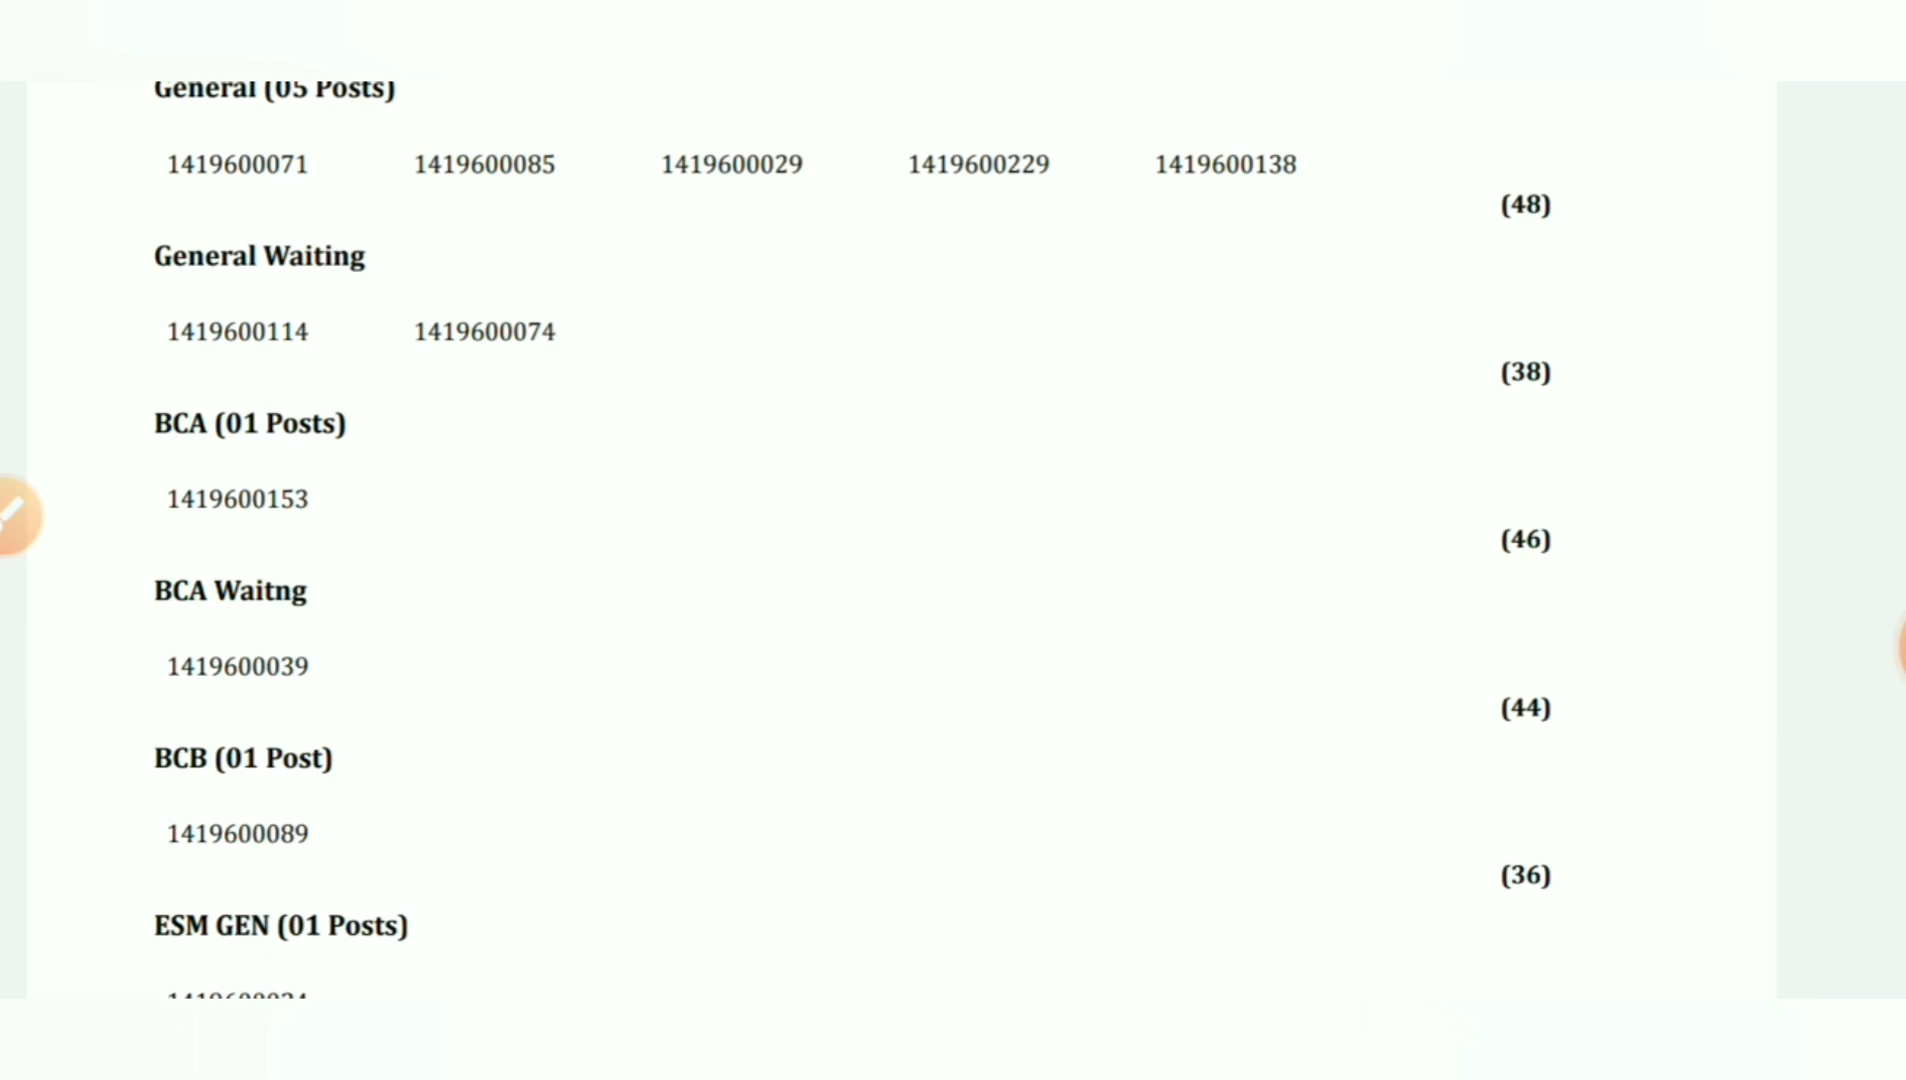 General (05 Posts)
1419600071 1419600085 1419600029 1419600229 1419600138
(48)
General Waiting
1419600114 1419600074
(38)
BCA (01 Posts)
1419600153
(46)
BCA Waitng
1419600039
(44)
BCB (01 Post)
1419600089
(36)
ESM GEN (01 Posts)